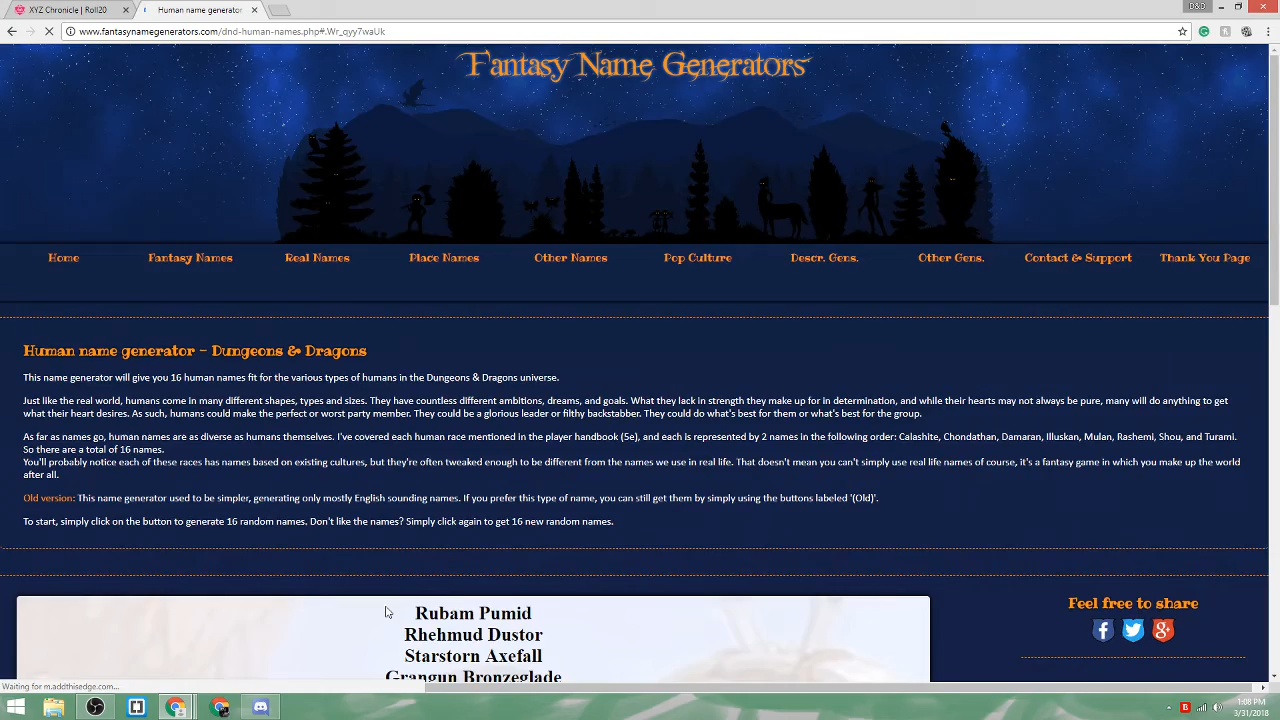 XYZ Chronicle | Roll20
Human name generator
D&D
www.fantasynamegenerators.com/dnd-human-names.php#.Wr_qyy7waUk
Fantasy Name Generators
Home Fantasy Names Real Names Place Names Other Names Pop Culture Descr. Gens. Other Gens. Contact & Support Thank You Page
Human name generator - Dungeons & Dragons
This name generator will give you 16 human names fit for the various types of humans in the Dungeons & Dragons universe.
Just like the real world, humans come in many different shapes, types and sizes. They have countless different ambitions, dreams, and goals. What they lack in strength they make up for in determination, and while their hearts may not always be pure, many will do anything to get
what their heart desires. As such, humans could make the perfect or worst party member. They could be a glorious leader or filthy backstabber. They could do what's best for them or what's best for the group.
As far as names go, human names are as diverse as humans themselves. I've covered each human race mentioned in the player handbook (5e), and each is represented by 2 names in the following order: Calashite, Chondathan, Damaran, Illuskan, Mulan, Rashemi, Shou, and Turami.
So there are a total of 16 names.
You'll probably notice each of these races has names based on existing cultures, but they're often tweaked enough to be different from the names we use in real life. That doesn't mean you can't simply use real life names of course, it's a fantasy game in which you make up the world
after all.
Old version: This name generator used to be simpler, generating only mostly English sounding names. If you prefer this type of name, you can still get them by simply using the buttons labeled '(Old)'.
To start, simply click on the button to generate 16 random names. Don't like the names? Simply click again to get 16 new random names.
Rubam Pumid
Rhehmud Dustor
Starstorn Axefall
Grangun Bronzeglade
Feel free to share
Waiting for m.addthisedge.com...
1:08 PM
3/31/2018